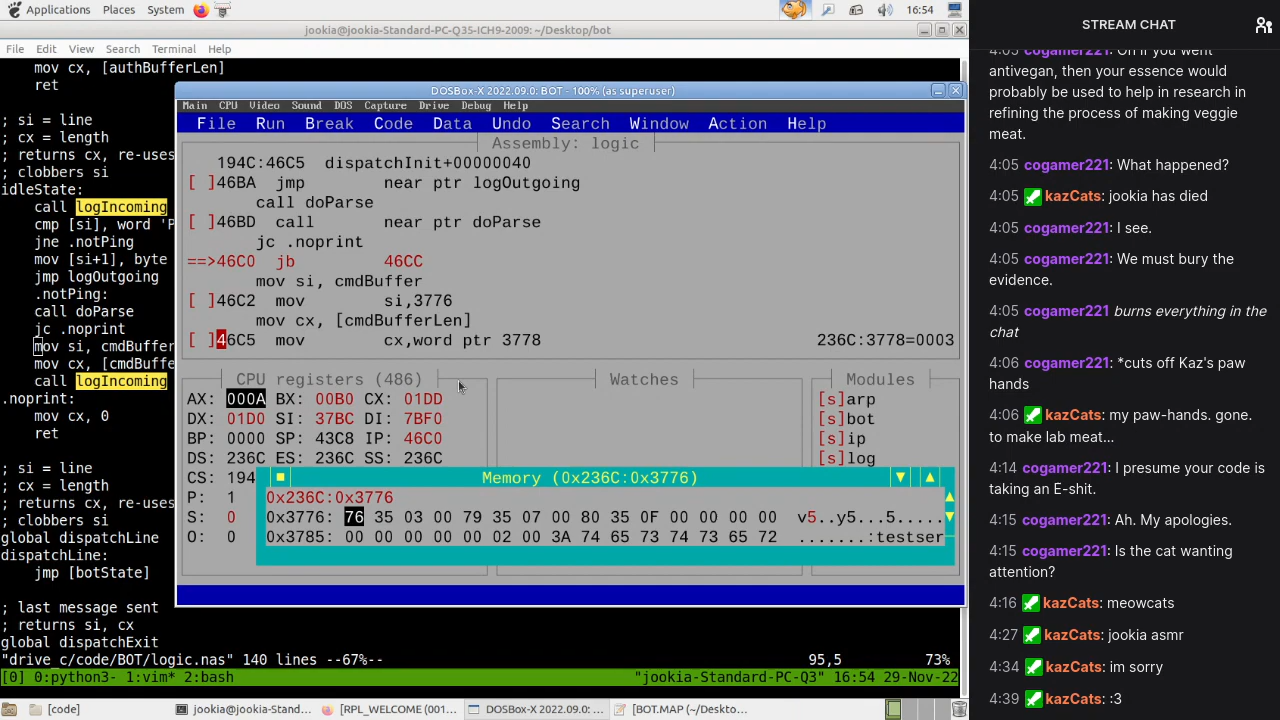 Applications Places System 16:54
jookia@jookia-Standard-PC-Q35-ICH9-2009: ~/Desktop/bot
File Edit View Search Terminal Help
mov cx, [authBufferLen]
ret
; si = line
; cx = length
; returns cx, re-uses
; clobbers si
idleState:
call logIncoming
cmp [si], word 'P
jne .notPing
mov [si+1], byte
jmp logOutgoing
.notPing:
call doParse
jc .noprint
mov si, cmdBuffer
mov cx, [cmdBuffe
call logIncoming
.noprint:
mov cx, 0
ret
; si = line
; cx = length
; returns cx, re-uses
; clobbers si
global dispatchLine
dispatchLine:
jmp [botState]
; last message sent
; returns si, cx
global dispatchExit
"drive_c/code/BOT/logic.nas" 140 lines --67%-- 95,5 73%
[0] 0:python3- 1:vim* 2:bash "jookia-Standard-PC-Q3" 16:54 29-Nov-22
DOSBox-X 2022.09.0: BOT - 100% (as superuser)
Main CPU Video Sound DOS Capture Drive Debug Help
File Run Break Code Data Undo Search Window Action Help
Assembly: logic
194C:46C5 dispatchInit+00000040
[ ]46BA jmp near ptr logOutgoing
call doParse
[ ]46BD call near ptr doParse
jc .noprint
==>46C0 jb 46CC
mov si, cmdBuffer
[ ]46C2 mov si,3776
mov cx, [cmdBufferLen]
[ ]46C5 mov cx,word ptr 3778 236C:3778=0003
CPU registers (486) Watches Modules
AX: 000A BX: 00B0 CX: 01DD [s]arp
DX: 01D0 SI: 37BC DI: 7BF0 [s]bot
BP: 0000 SP: 43C8 IP: 46C0 [s]ip
DS: 236C ES: 236C SS: 236C [s]log
CS: 194
P: 1
S: 0
O: 0
Memory (0x236C:0x3776)
0x236C:0x3776
0x3776: 76 35 03 00 79 35 07 00 80 35 0F 00 00 00 00 v5..y5...5.....
0x3785: 00 00 00 00 00 02 00 3A 74 65 73 74 73 65 72 .......:testser
[code] jookia@jookia-Stand... RPL_WELCOME (001... DOSBox-X 2022.09.0: ... [BOT.MAP (~/Deskto...
STREAM CHAT
4:05 cogamer221: Oh if you went
antivegan, then your essence would
probably be used to help in research in
refining the process of making veggie
meat.
4:05 cogamer221: What happened?
4:05 kazCats: jookia has died
4:05 cogamer221: I see.
4:05 cogamer221: We must bury the
evidence.
4:05 cogamer221: burns everything in the
chat
4:06 cogamer221: *cuts off Kaz's paw
hands
4:06 kazCats: my paw-hands. gone.
to make lab meat...
4:14 cogamer221: I presume your code is
taking an E-shit.
4:15 cogamer221: Ah. My apologies.
4:15 cogamer221: Is the cat wanting
attention?
4:16 kazCats: meowcats
4:27 kazCats: jookia asmr
4:34 kazCats: im sorry
4:39 kazCats: :3